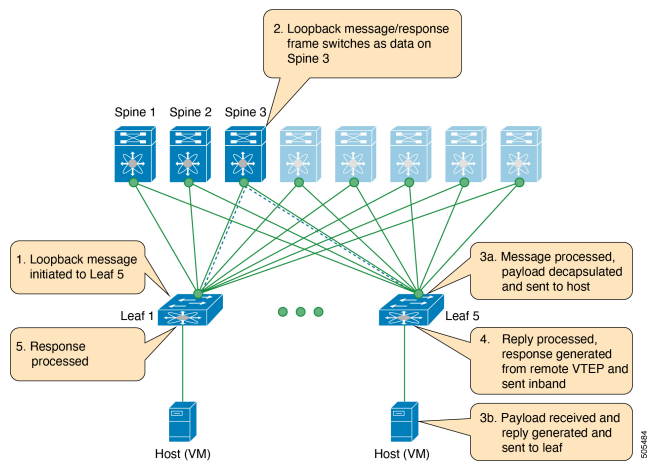 2. Loopback message/response
frame switches as data on
Spine 3
Spine 1
Spine 2
Spine 3
1. Loopback message
initiated to Leaf 5
3a. Message processed,
payload decapsulated
and sent to host
Leaf 1
Leaf 5
5. Response
processed
4. Reply processed,
response generated
from remote VTEP and
sent inband
3b. Payload received and
reply generated and
sent to leaf
Host (VM)
Host (VM)
505484